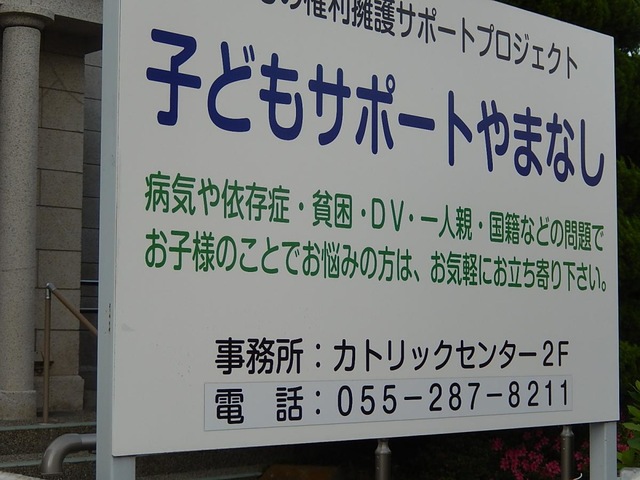 の権利擁護サポートプロジェクト
子どもサポートやまなし
病気や依存症・貧困・DV・一人親・国籍などの問題で
お子様のことでお悩みの方は、お気軽にお立ち寄り下さい。
事務所：カトリックセンター2F
電　話：055-287-8211